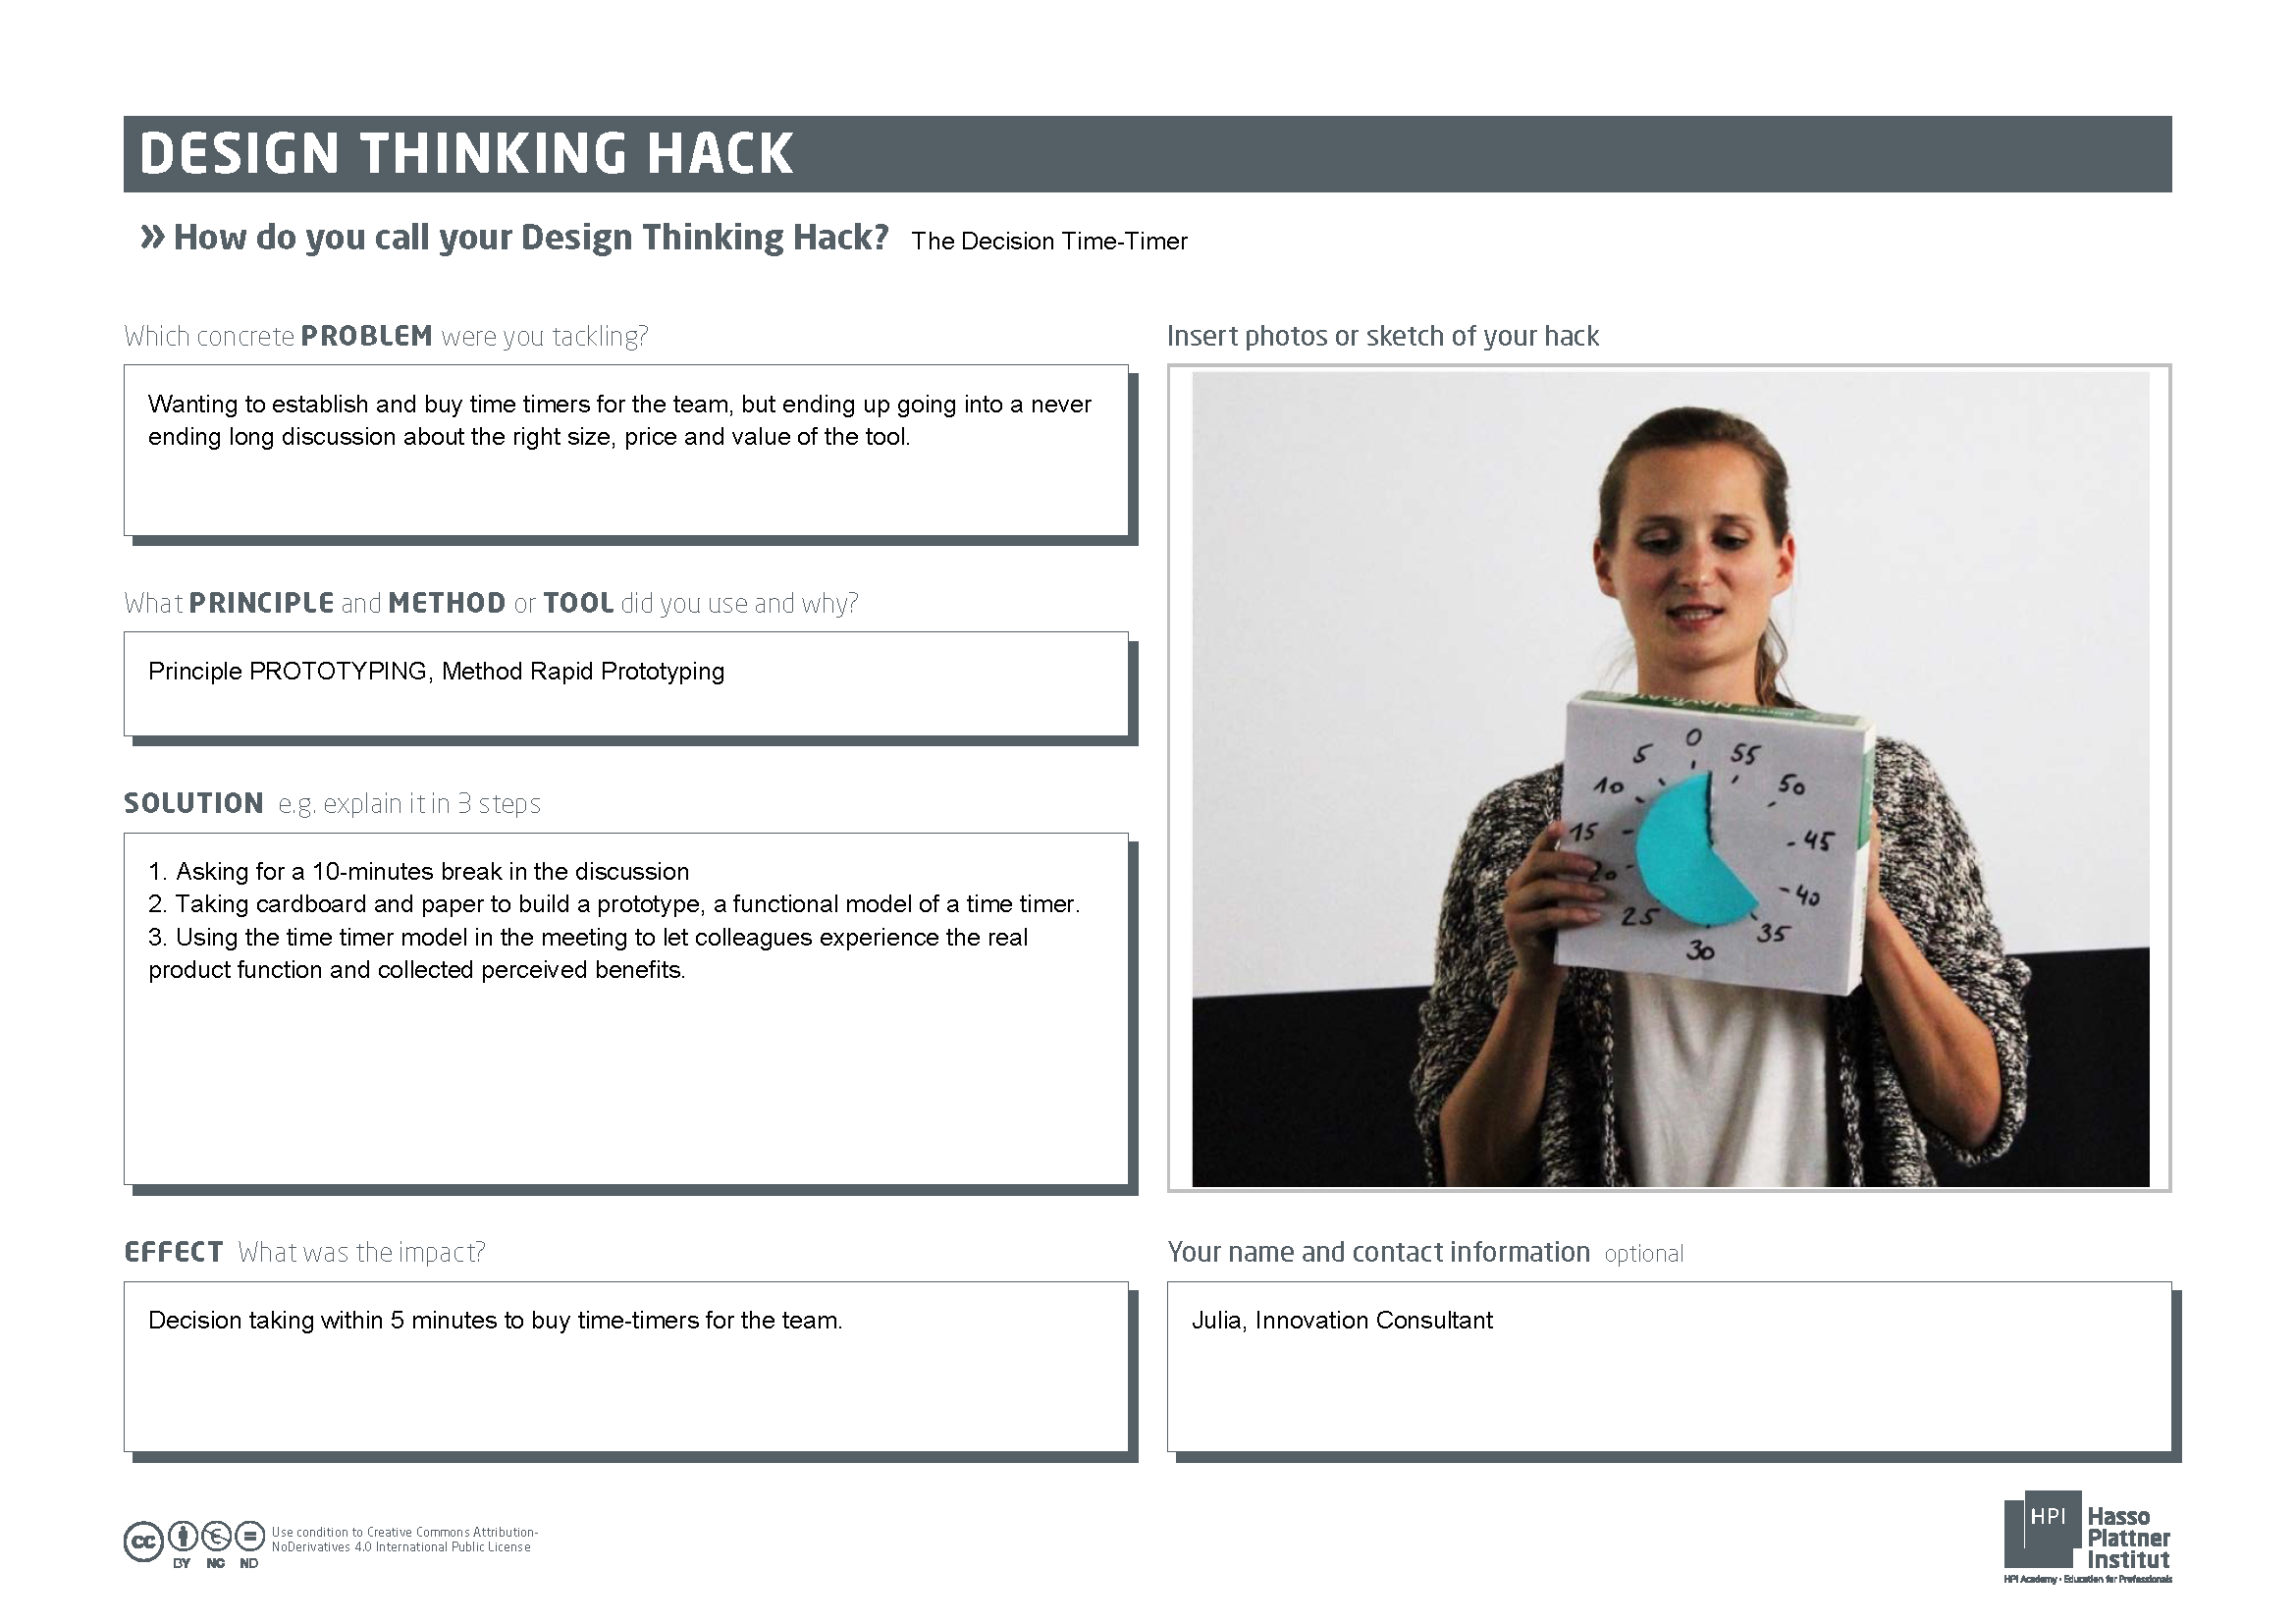 DESIGN THINKING HACK
» How do you call your Design Thinking Hack? The Decision Time-Timer
Which concrete PROBLEM were you tackling?
Wanting to establish and buy time timers for the team, but ending up going into a never
ending long discussion about the right size, price and value of the tool.
What PRINCIPLE and METHOD or TOOL did you use and why?
Principle PROTOTYPING, Method Rapid Prototyping
SOLUTION e.g. explain it in 3 steps
1. Asking for a 10-minutes break in the discussion
2. Taking cardboard and paper to build a prototype, a functional model of a time timer.
3. Using the time timer model in the meeting to let colleagues experience the real
product function and collected perceived benefits.
EFFECT What was the impact?
Decision taking within 5 minutes to buy time-timers for the team.
Insert photos or sketch of your hack
0
5
10
15
20
25
30
35
40
45
50
55
Your name and contact information optional
Julia, Innovation Consultant
cc
BY NC ND
Use condition to Creative Commons Attribution-
NoDerivatives 4.0 International Public License
HPI
Hasso
Plattner
Institut
HPI Academy • Education for Professionals